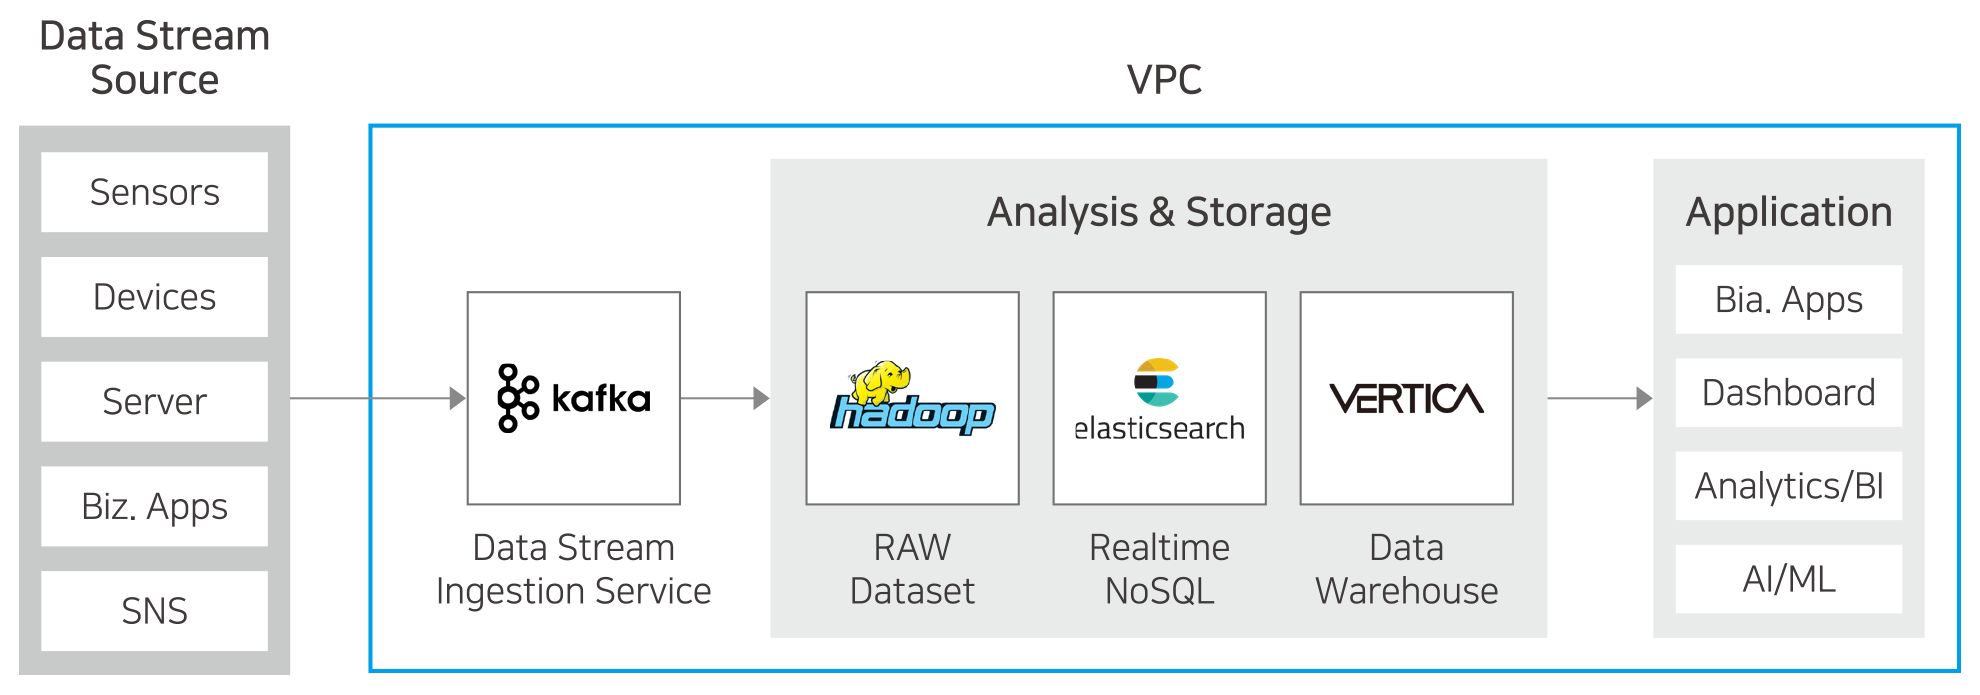 Data Stream
Source
VPC
Sensors
Devices
Server
Biz. Apps
SNS
kafka
Data Stream
Ingestion Service
Analysis & Storage
hadoop
RAW
Dataset
elasticsearch
Realtime
NoSQL
VERTICA
Data
Warehouse
Application
Bia. Apps
Dashboard
Analytics/BI
AI/ML